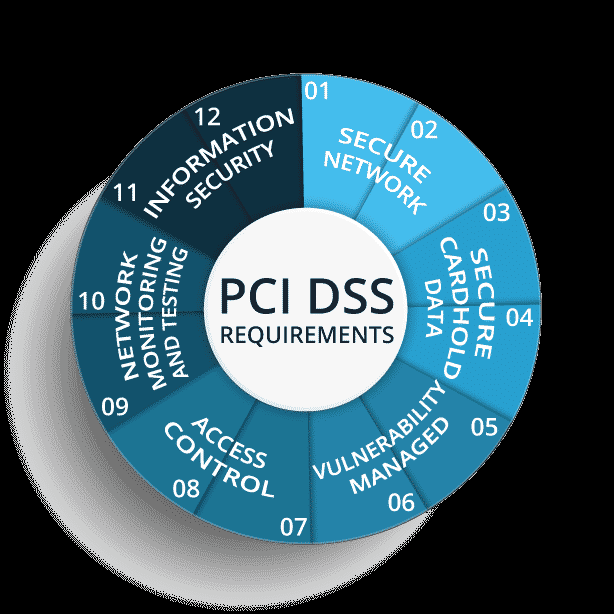 PCI DSS
REQUIREMENTS
01
02
SECURE
NETWORK
03
04
SECURE
CARDHOLD
DATA
05
06
VULNERABILITY
MANAGED
07
08
ACCESS
CONTROL
09
10
NETWORK
MONITORING
AND TESTING
11
12
INFORMATION
SECURITY